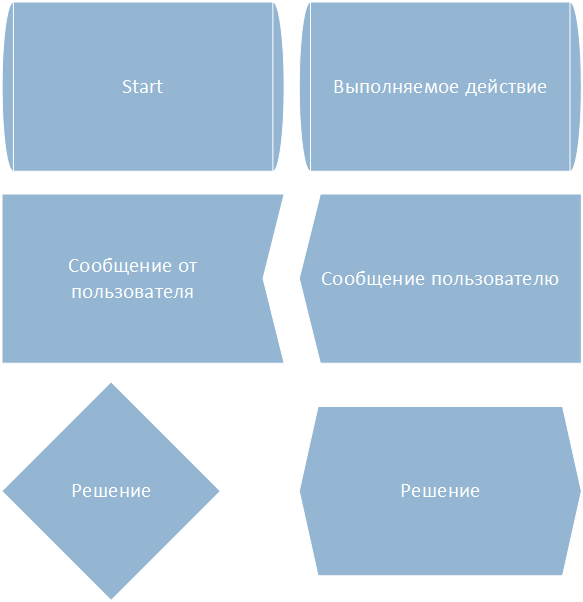 Start
Выполняемое действие
Сообщение от
пользователя
Сообщение пользователю
Решение
Решение